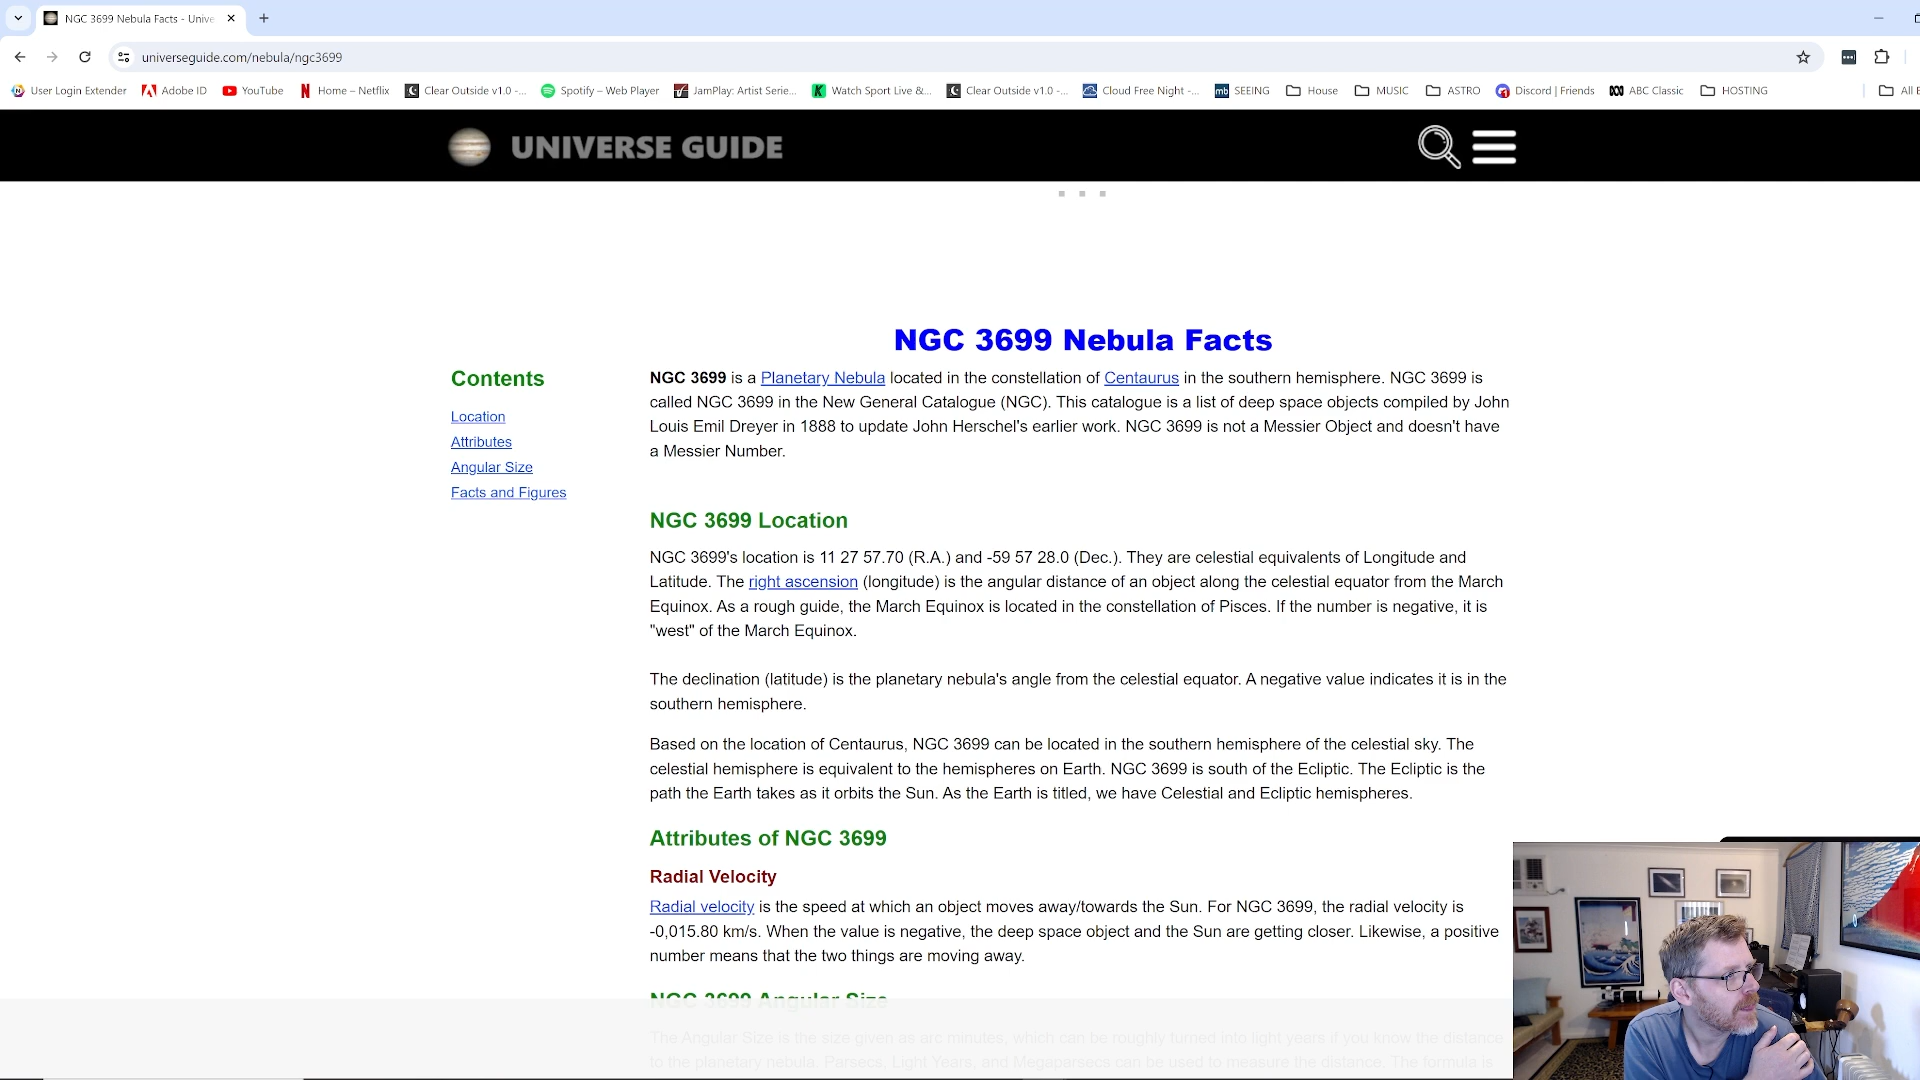 NGC 3699 Nebula Facts - Unive
universeguide.com/nebula/ngc3699
User Login Extender
Adobe ID
YouTube
Home – Netflix
Clear Outside v1.0 -...
Spotify – Web Player
JamPlay: Artist Serie...
Watch Sport Live &...
Clear Outside v1.0 -...
Cloud Free Night -...
mb SEEING
House
MUSIC
ASTRO
Discord | Friends
ABC Classic
HOSTING
All
UNIVERSE GUIDE
NGC 3699 Nebula Facts
Contents
Location
Attributes
Angular Size
Facts and Figures
NGC 3699 is a Planetary Nebula located in the constellation of Centaurus in the southern hemisphere. NGC 3699 is
called NGC 3699 in the New General Catalogue (NGC). This catalogue is a list of deep space objects compiled by John
Louis Emil Dreyer in 1888 to update John Herschel's earlier work. NGC 3699 is not a Messier Object and doesn't have
a Messier Number.
NGC 3699 Location
NGC 3699's location is 11 27 57.70 (R.A.) and -59 57 28.0 (Dec.). They are celestial equivalents of Longitude and
Latitude. The right ascension (longitude) is the angular distance of an object along the celestial equator from the March
Equinox. As a rough guide, the March Equinox is located in the constellation of Pisces. If the number is negative, it is
"west" of the March Equinox.
The declination (latitude) is the planetary nebula's angle from the celestial equator. A negative value indicates it is in the
southern hemisphere.
Based on the location of Centaurus, NGC 3699 can be located in the southern hemisphere of the celestial sky. The
celestial hemisphere is equivalent to the hemispheres on Earth. NGC 3699 is south of the Ecliptic. The Ecliptic is the
path the Earth takes as it orbits the Sun. As the Earth is titled, we have Celestial and Ecliptic hemispheres.
Attributes of NGC 3699
Radial Velocity
Radial velocity is the speed at which an object moves away/towards the Sun. For NGC 3699, the radial velocity is
-0,015.80 km/s. When the value is negative, the deep space object and the Sun are getting closer. Likewise, a positive
number means that the two things are moving away.
NGC 3699 Angular Size
The Angular Size is the size given as arc minutes, which can be roughly turned into light years if you know the distance
to the planetary nebula. Parsecs, Light Years, and Megaparsecs can be used to measure the distance. The formula is